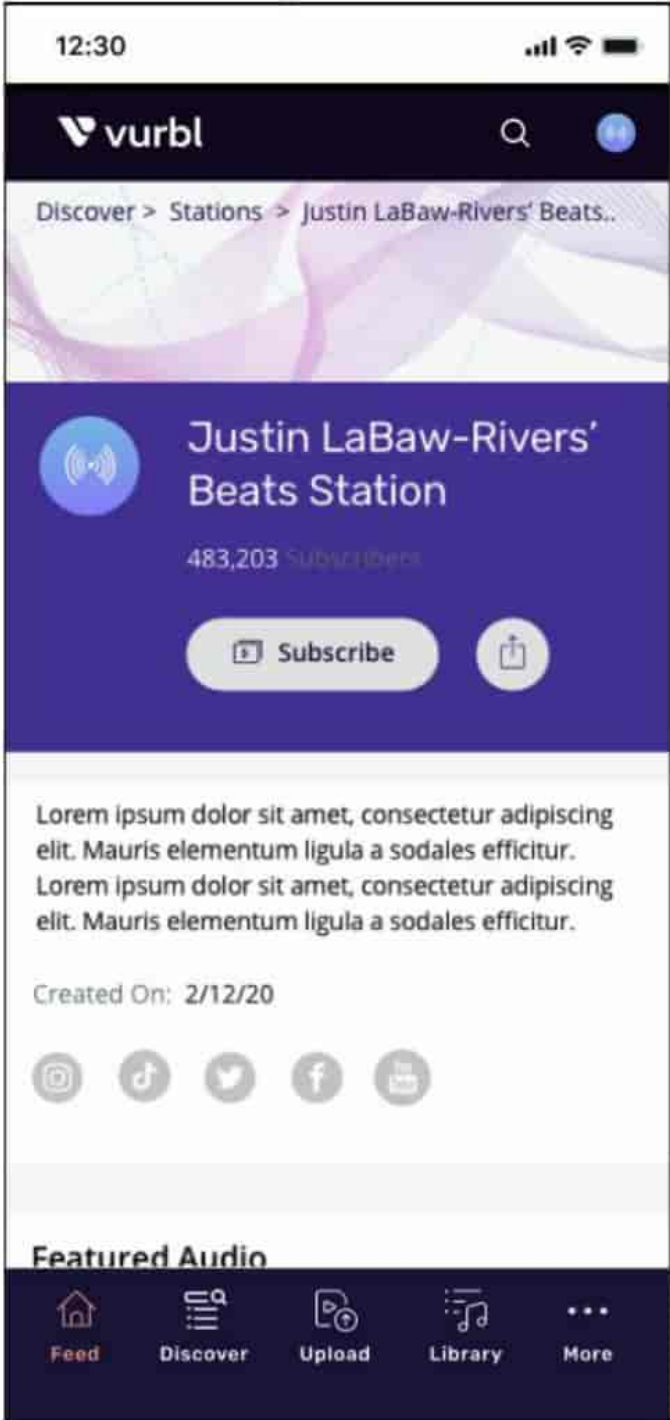 12:30
vurbl
Discover > Stations > Justin LaBaw-Rivers’ Beats..
Justin LaBaw-Rivers’
Beats Station
483,203 Subscribers
Subscribe
Lorem ipsum dolor sit amet, consectetur adipiscing
elit. Mauris elementum ligula a sodales efficitur.
Lorem ipsum dolor sit amet, consectetur adipiscing
elit. Mauris elementum ligula a sodales efficitur.
Created On: 2/12/20
Featured Audio
Feed Discover Upload Library More